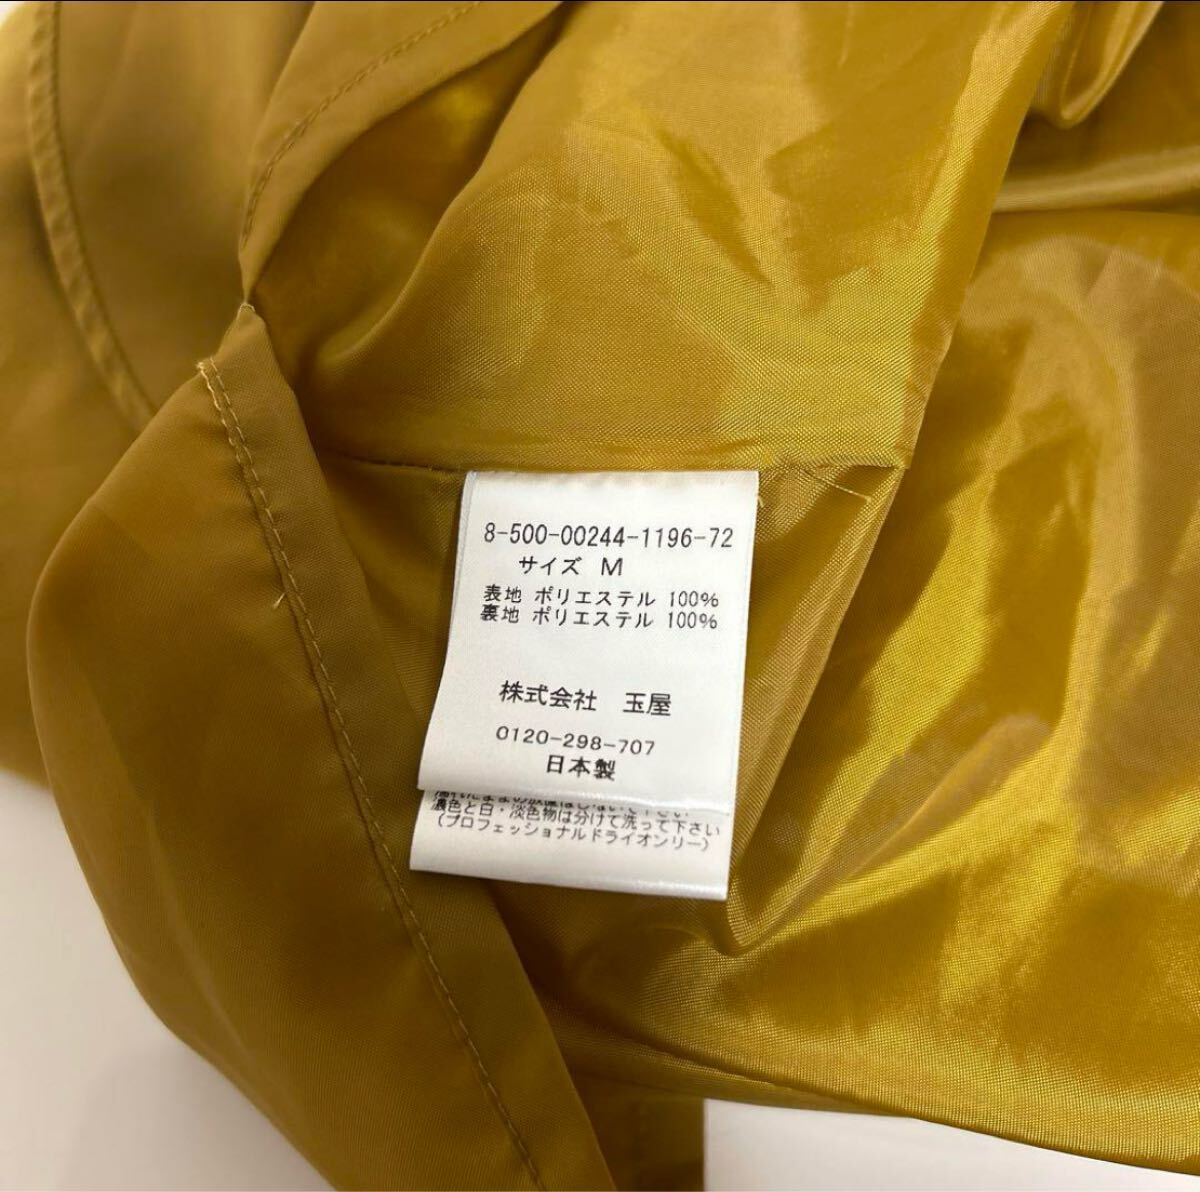 8-500-00244-1196-72
サイズ M
表地 ポリエステル 100%
裏地 ポリエステル 100%
株式会社 玉屋
0120-298-707
日本製
濃色と白・淡色物は分けて洗って下さい
(プロフェッショナルドライオンリー)